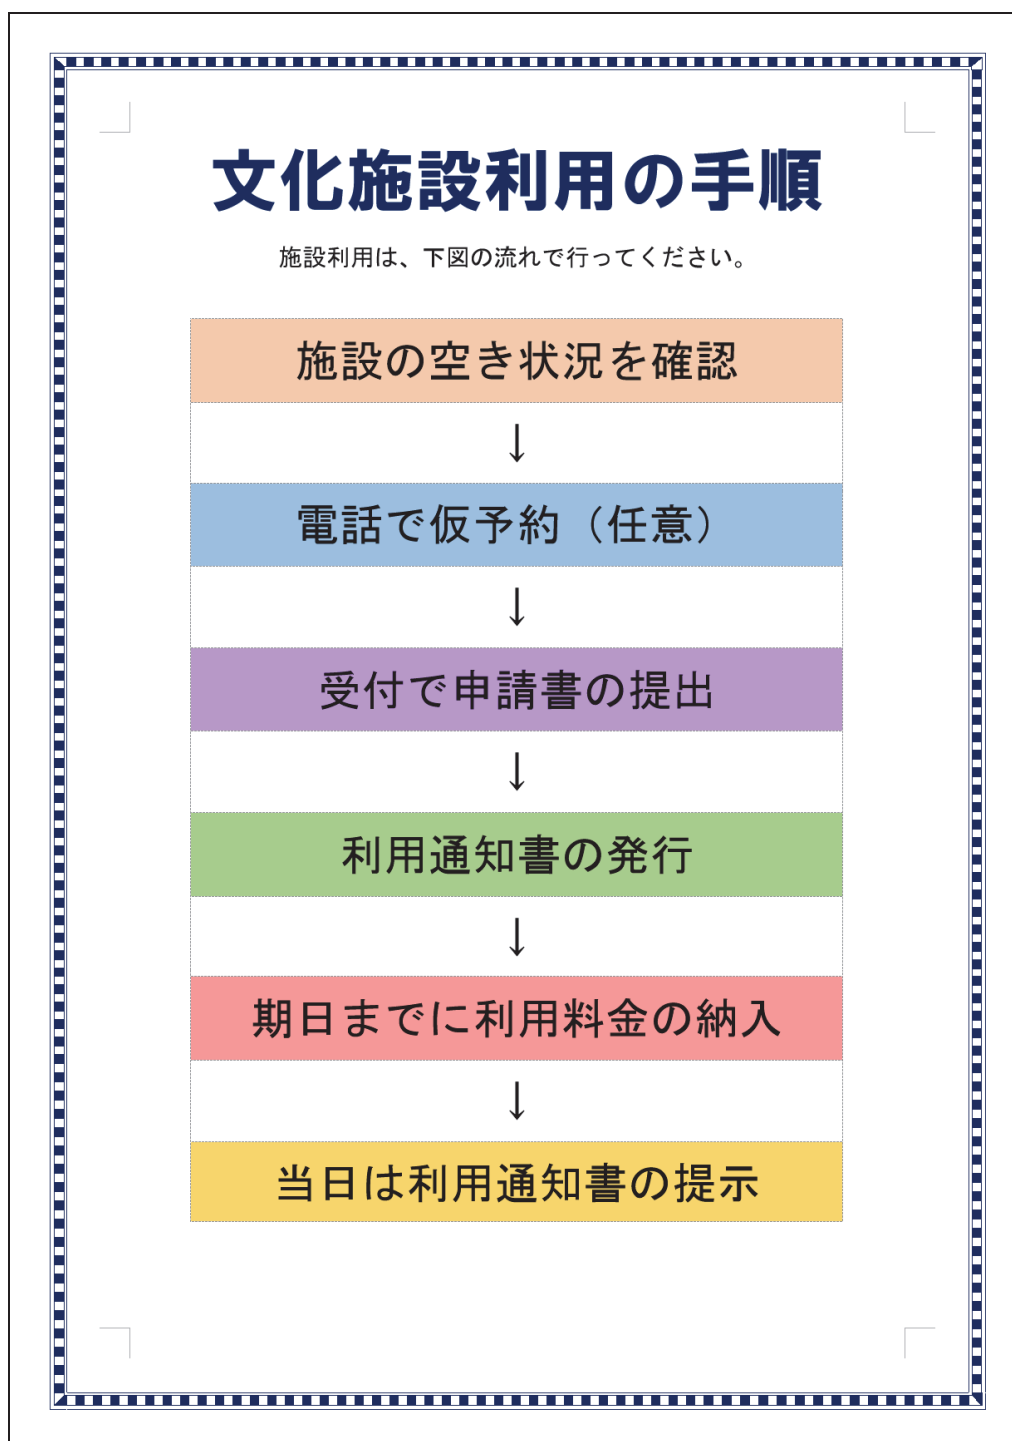 文化施設利用の手順
施設利用は、下図の流れで行ってください。
施設の空き状況を確認
↓
電話で仮予約（任意）
↓
受付で申請書の提出
↓
利用通知書の発行
↓
期日までに利用料金の納入
↓
当日は利用通知書の提示